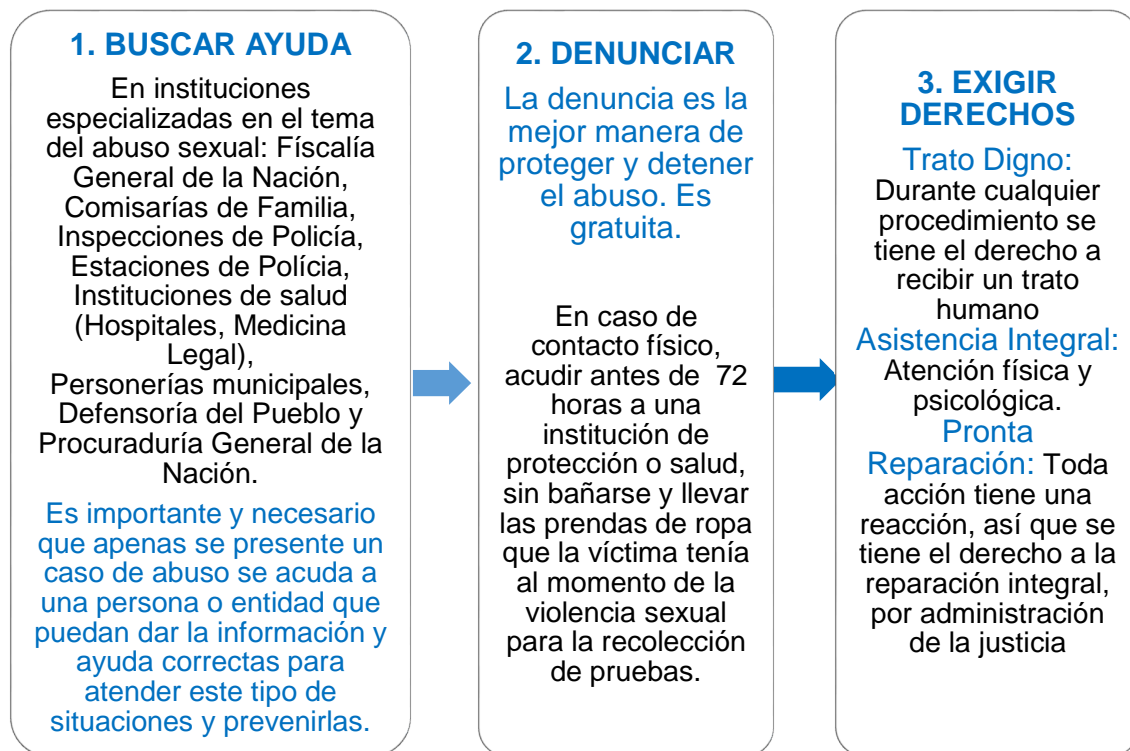 1. BUSCAR AYUDA
En instituciones
especializadas en el tema
del abuso sexual: Físcalía
General de la Nación,
Comisarías de Familia,
Inspecciones de Policía,
Estaciones de Polícia,
Instituciones de salud
(Hospitales, Medicina
Legal),
Personerías municipales,
Defensoría del Pueblo y
Procuraduría General de la
Nación.
Es importante y necesario
que apenas se presente un
caso de abuso se acuda a
una persona o entidad que
puedan dar la información y
ayuda correctas para
atender este tipo de
situaciones y prevenirlas.
2. DENUNCIAR
La denuncia es la
mejor manera de
proteger y detener
el abuso. Es
gratuita.
En caso de
contacto físico,
acudir antes de 72
horas a una
institución de
protección o salud,
sin bañarse y llevar
las prendas de ropa
que la víctima tenía
al momento de la
violencia sexual
para la recolección
de pruebas.
3. EXIGIR
DERECHOS
Trato Digno:
Durante cualquier
procedimiento se
tiene el derecho a
recibir un trato
humano
Asistencia Integral:
Atención física y
psicológica.
Pronta
Reparación: Toda
acción tiene una
reacción, así que se
tiene el derecho a la
reparación integral,
por administración
de la justicia